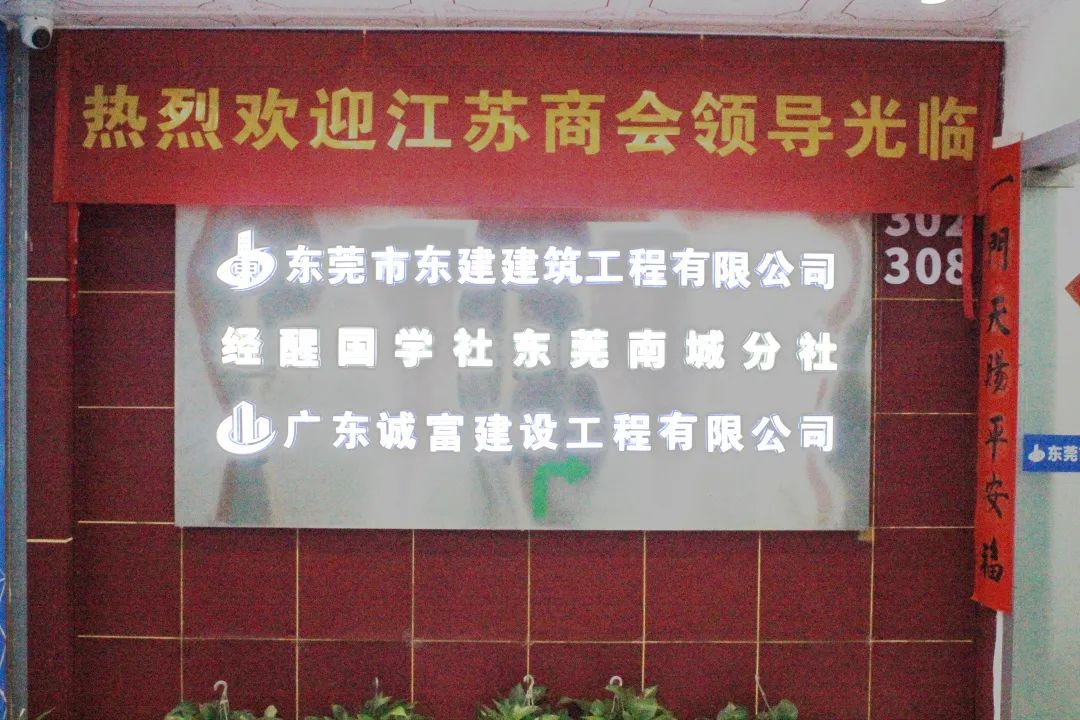 热烈欢迎江苏商会领导光临
302
308
东莞市东建建筑工程有限公司
经醒国学社东莞南城分社
广东诚富建设工程有限公司
一门天赐平安福
东莞